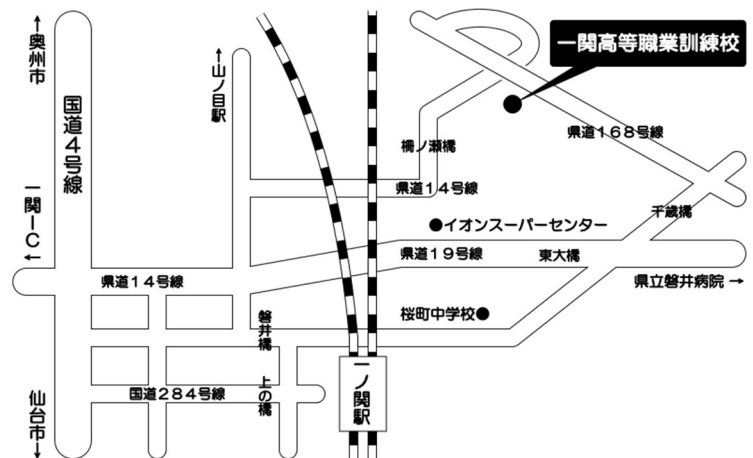 ←奥州市
国道4号線
←山ノ目駅
一関高等職業訓練校
県道168号線
柵ノ瀬橋
県道14号線
一関IC←
千歳橋
●イオンスーパーセンター
県道19号線
東大橋
県道14号線
県立磐井病院→
桜町中学校●
磐井橋
一ノ関駅
上の橋
国道284号線
仙台市→